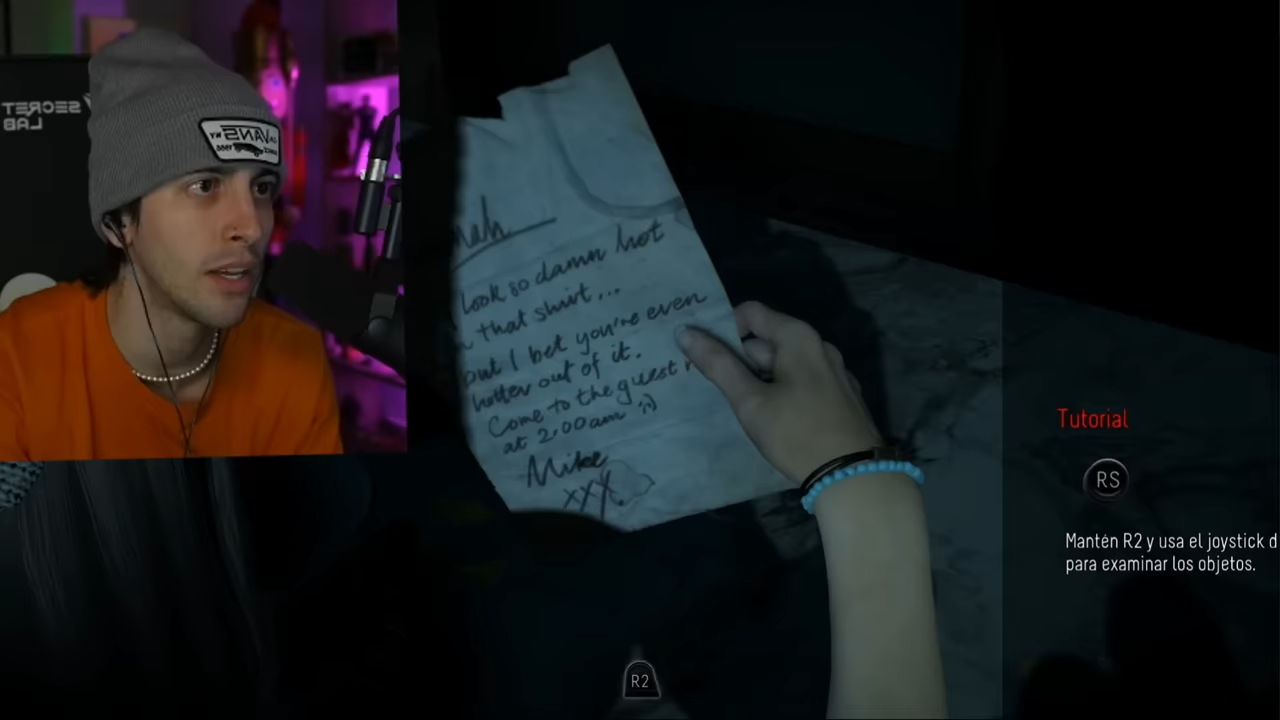 SECRET
LAB
VANS
nah
look so damn hot
that shirt...
but I bet you're even
hotter out of it.
Come to the guest
at 2.00am ;)
Mike
xxx
Tutorial
RS
Mantén R2 y usa el joystick d
para examinar los objetos.
R2